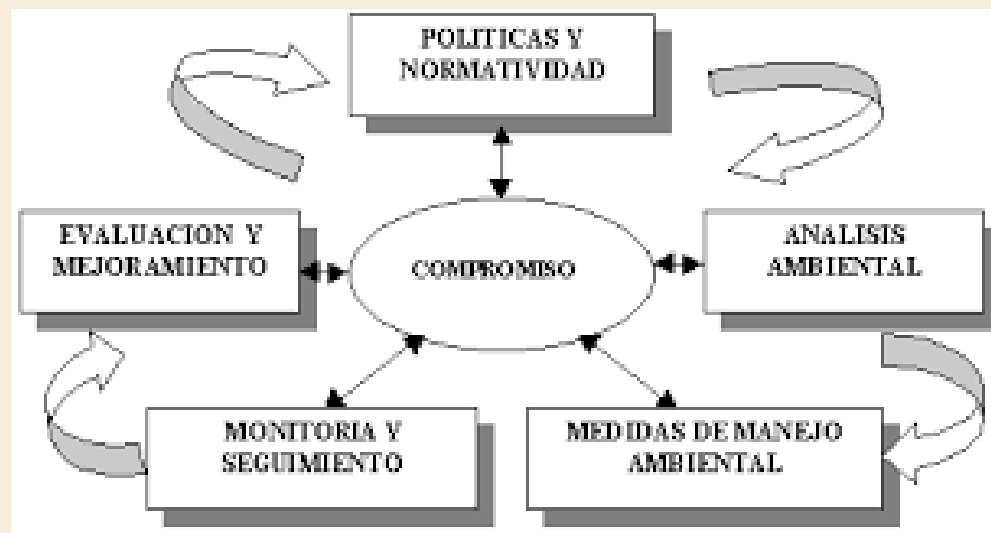 POLITICAS Y
NORMATIVIDAD
EVALUACION Y
MEJORAMIENTO
COMPROMISO
ANALISIS
AMBIENTAL
MONITORIA Y
SEGUIMIENTO
MEDIDAS DE MANEJO
AMBIENTAL